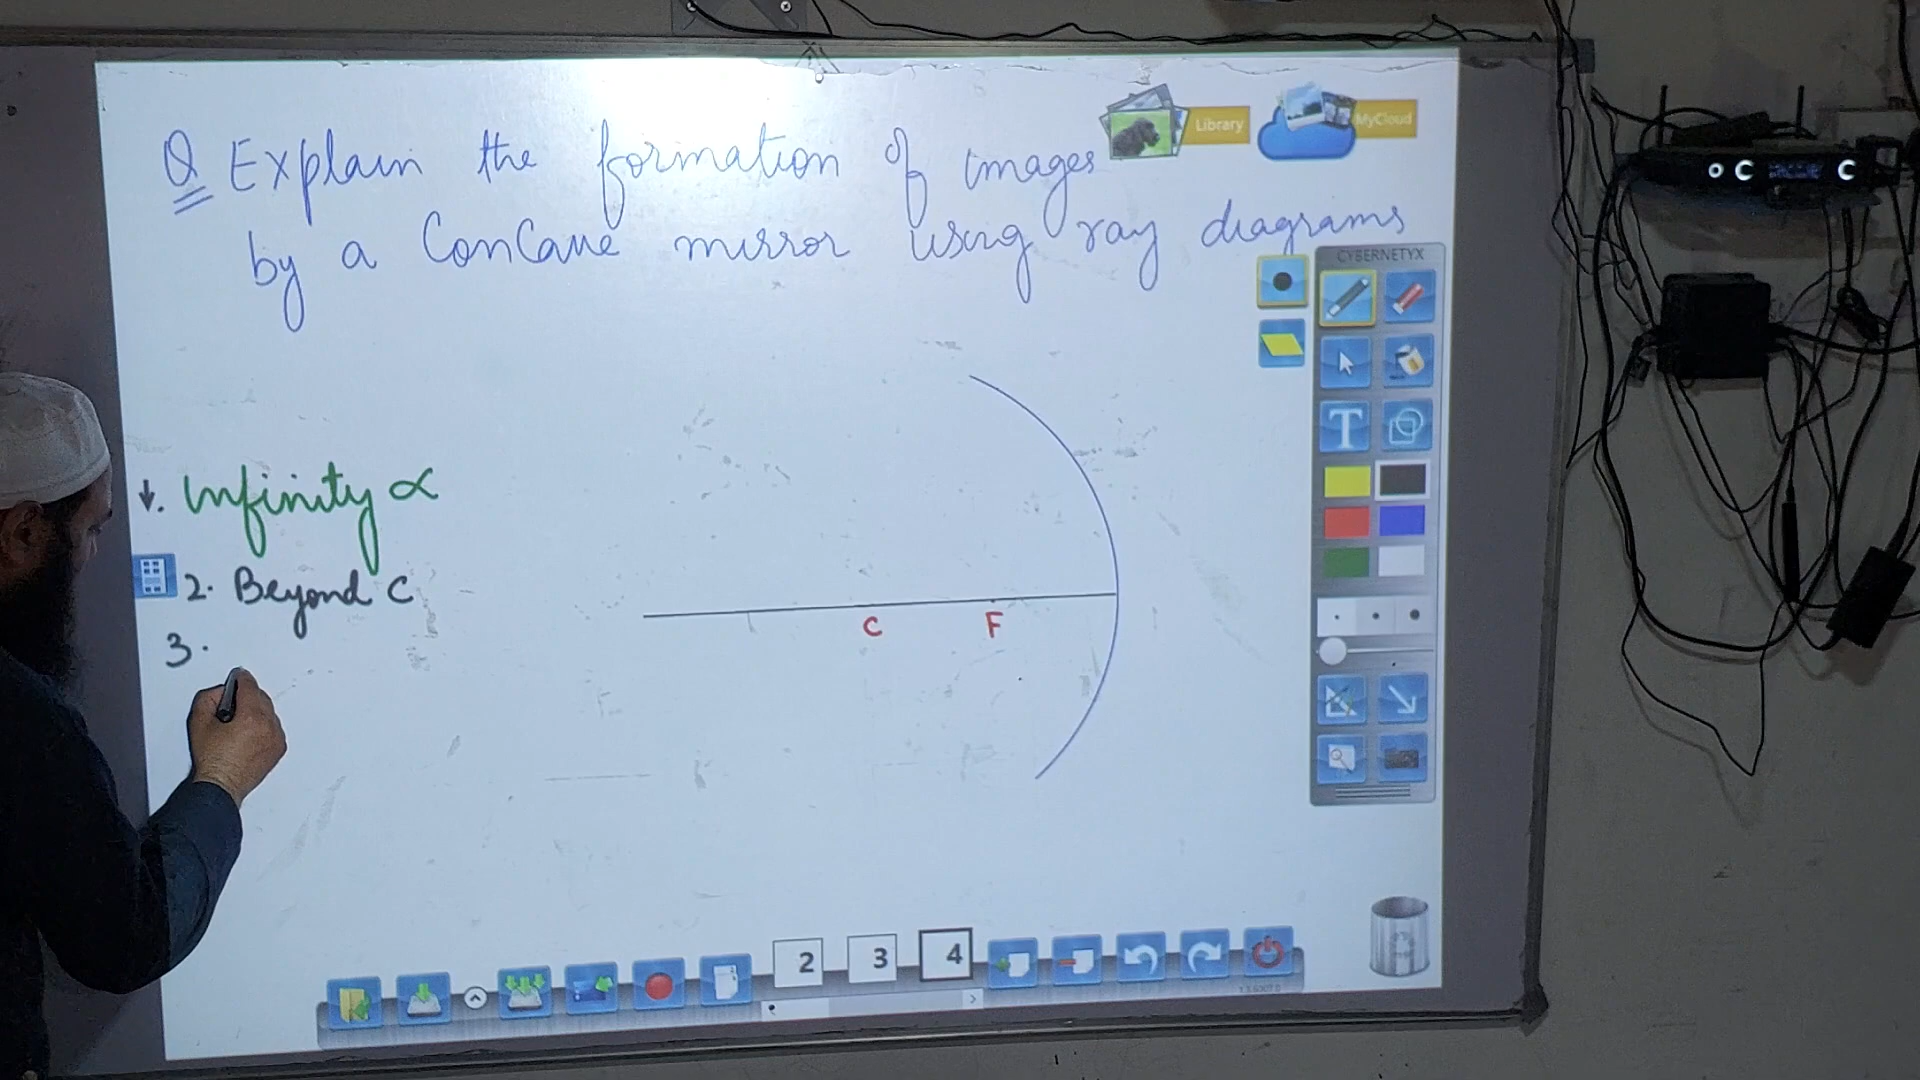 Q Explain the formation of images
by a Concave mirror using ray diagrams
Library
MyCloud
CYBERNETYX
T
1. Infinity ∝
2. Beyond C
3.
C F
2 3 4